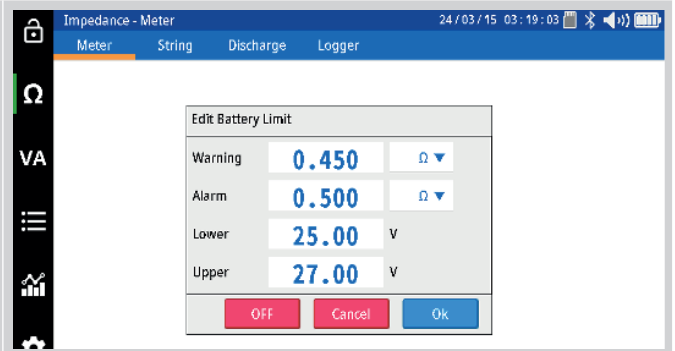 Impedance - Meter 24/03/15 03:19:03
Meter String Discharge Logger
Ω
VA
Edit Battery Limit
Warning 0.450 Ω ▼
Alarm 0.500 Ω ▼
Lower 25.00 V
Upper 27.00 V
OFF Cancel Ok